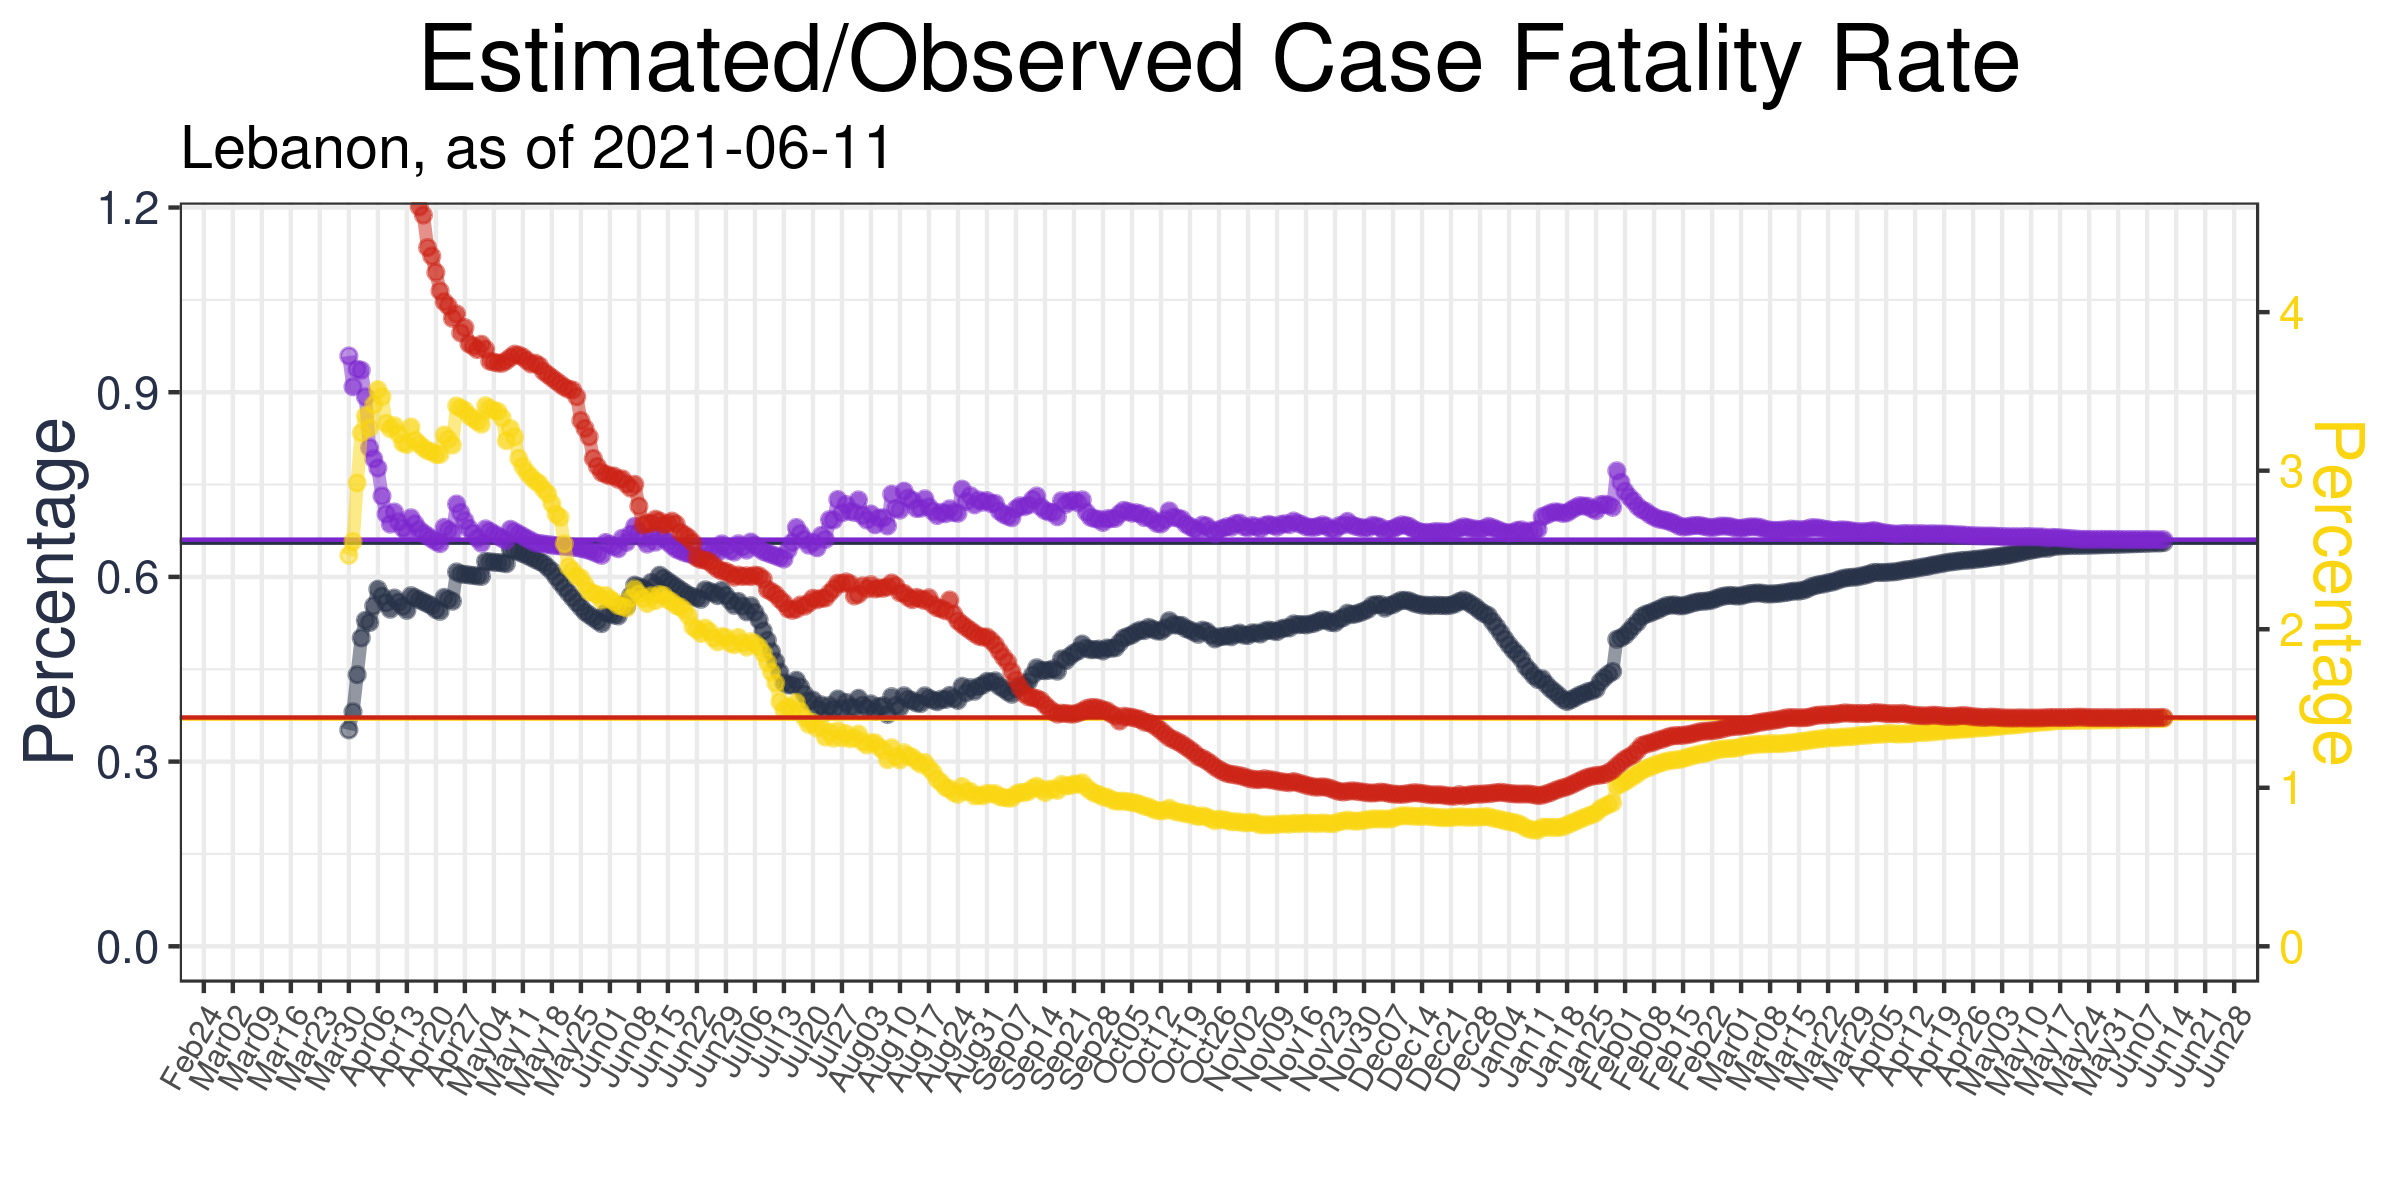 Estimated/Observed Case Fatality Rate
Lebanon, as of 2021-06-11
Percentage
1.2
0.9
0.6
0.3
0.0
4
3
2
1
0
Percentage
Feb24
Mar02
Mar09
Mar16
Mar23
Mar30
Apr06
Apr13
Apr20
Apr27
May04
May11
May18
May25
Jun01
Jun08
Jun15
Jun22
Jun29
Jul06
Jul13
Jul20
Jul27
Aug03
Aug10
Aug17
Aug24
Aug31
Sep07
Sep14
Sep21
Sep28
Oct05
Oct12
Oct19
Oct26
Nov02
Nov09
Nov16
Nov23
Nov30
Dec07
Dec14
Dec21
Dec28
Jan04
Jan11
Jan18
Jan25
Feb01
Feb08
Feb15
Feb22
Mar01
Mar08
Mar15
Mar22
Mar29
Apr05
Apr12
Apr19
Apr26
May03
May10
May17
May24
May31
Jun07
Jun14
Jun21
Jun28